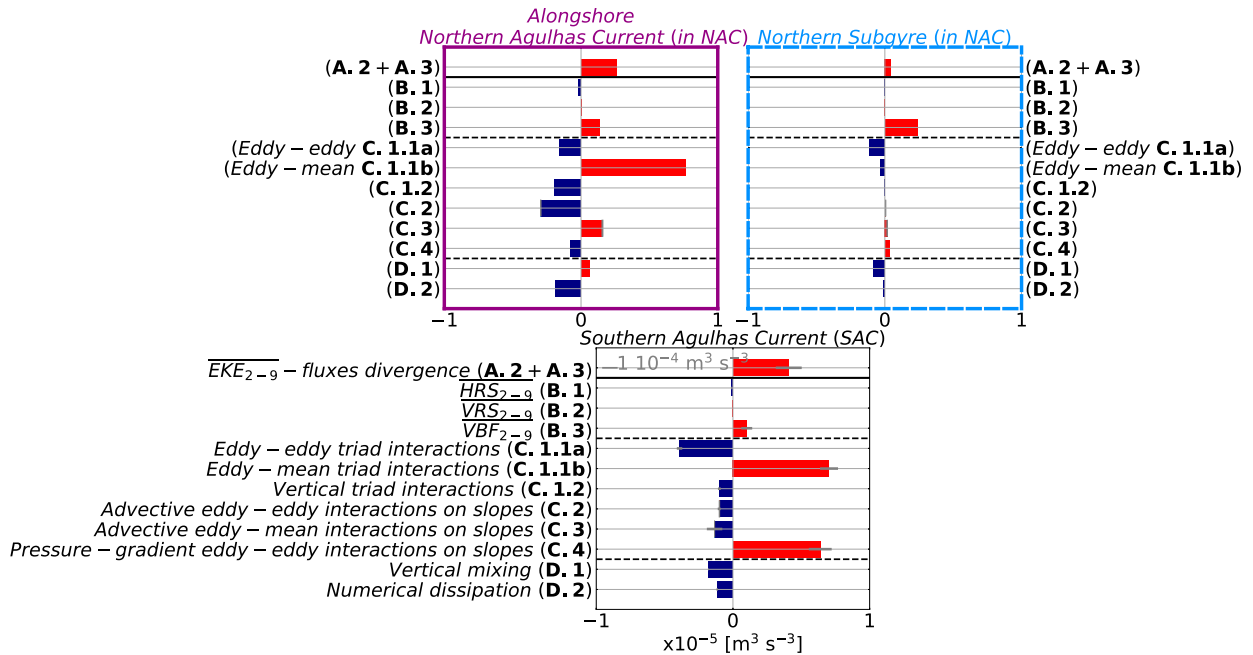 Alongshore
Northern Agulhas Current (in NAC)
Northern Subgyre (in NAC)
(A. 2 + A. 3)
(B. 1)
(B. 2)
(B. 3)
(Eddy − eddy C. 1.1a)
(Eddy − mean C. 1.1b)
(C. 1.2)
(C. 2)
(C. 3)
(C. 4)
(D. 1)
(D. 2)
−1 0 1
(A. 2 + A. 3)
(B. 1)
(B. 2)
(B. 3)
(Eddy − eddy C. 1.1a)
(Eddy − mean C. 1.1b)
(C. 1.2)
(C. 2)
(C. 3)
(C. 4)
(D. 1)
(D. 2)
−1 0 1
Southern Agulhas Current (SAC)
−1 10⁻⁴ m³ s⁻³
EKE₂₋₉ − fluxes divergence (A. 2 + A. 3)
HRS₂₋₉ (B. 1)
VRS₂₋₉ (B. 2)
VBF₂₋₉ (B. 3)
Eddy − eddy triad interactions (C. 1.1a)
Eddy − mean triad interactions (C. 1.1b)
Vertical triad interactions (C. 1.2)
Advective eddy − eddy interactions on slopes (C. 2)
Advective eddy − mean interactions on slopes (C. 3)
Pressure − gradient eddy − eddy interactions on slopes (C. 4)
Vertical mixing (D. 1)
Numerical dissipation (D. 2)
−1 0 1
x10⁻⁵ [m³ s⁻³]